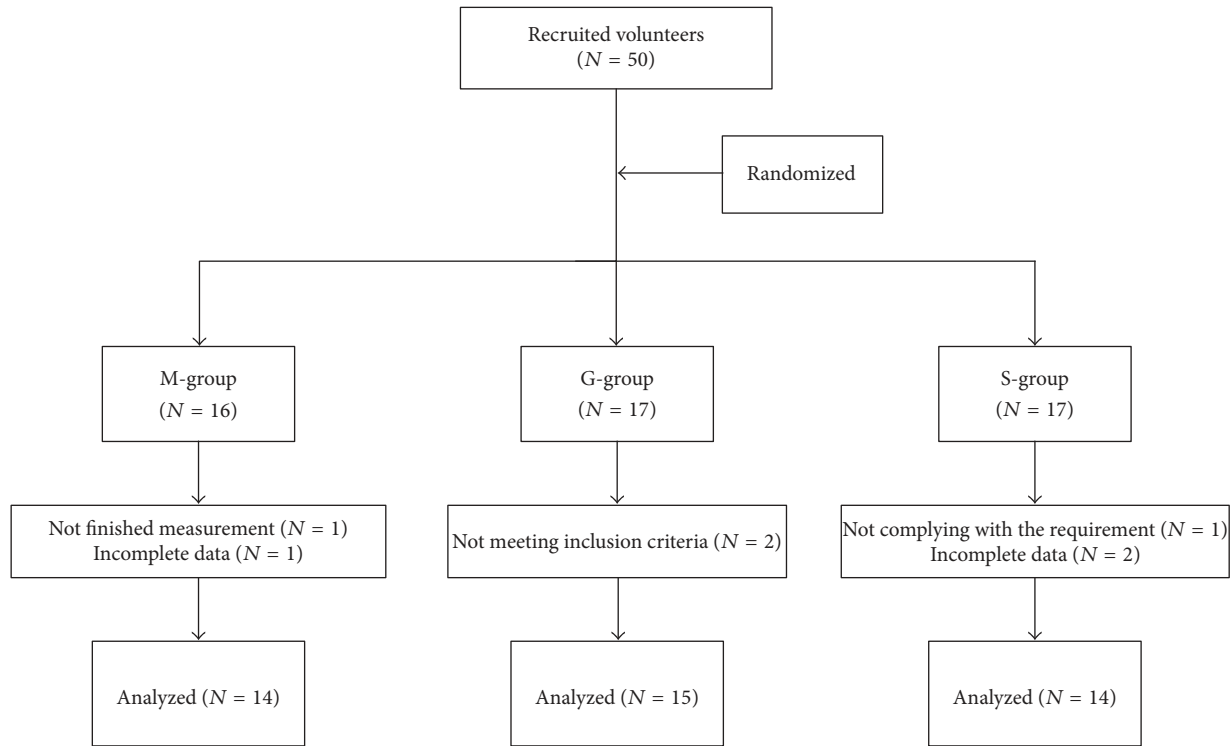 Recruited volunteers
(N = 50)
Randomized
M-group
(N = 16)
G-group
(N = 17)
S-group
(N = 17)
Not finished measurement (N = 1)
Incomplete data (N = 1)
Not meeting inclusion criteria (N = 2)
Not complying with the requirement (N = 1)
Incomplete data (N = 2)
Analyzed (N = 14)
Analyzed (N = 15)
Analyzed (N = 14)